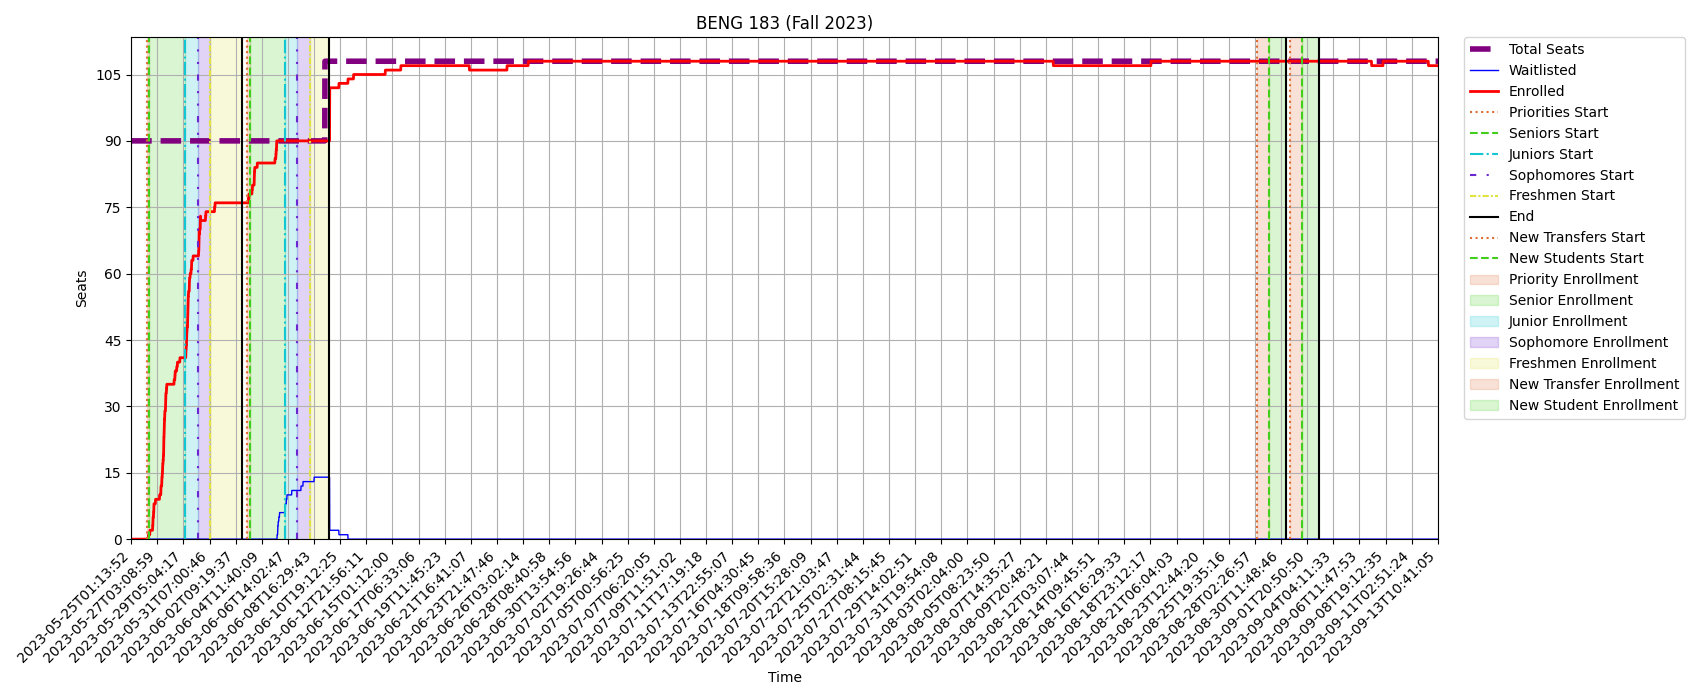 BENG 183 (Fall 2023)
Seats
105
90
75
60
45
30
15
0
2023-05-25T01:13:52
2023-05-27T03:08:59
2023-05-29T05:04:17
2023-05-31T07:00:46
2023-06-02T09:19:37
2023-06-04T11:40:09
2023-06-06T14:02:47
2023-06-08T16:29:43
2023-06-10T19:12:25
2023-06-12T21:56:11
2023-06-15T01:12:00
2023-06-17T06:33:06
2023-06-19T11:45:23
2023-06-21T16:41:07
2023-06-23T21:47:46
2023-06-26T03:02:14
2023-06-28T08:40:58
2023-06-30T13:54:56
2023-07-02T19:26:44
2023-07-05T00:56:25
2023-07-07T06:20:05
2023-07-09T11:51:02
2023-07-11T17:19:18
2023-07-13T22:55:07
2023-07-16T04:30:45
2023-07-18T09:58:36
2023-07-20T15:28:09
2023-07-22T21:03:47
2023-07-25T02:31:44
2023-07-27T08:15:45
2023-07-29T14:02:51
2023-07-31T19:54:08
2023-08-03T02:04:00
2023-08-05T08:23:50
2023-08-07T14:35:27
2023-08-09T20:48:21
2023-08-12T03:07:44
2023-08-14T09:45:51
2023-08-16T16:29:33
2023-08-18T23:12:17
2023-08-21T06:04:03
2023-08-23T12:44:20
2023-08-25T19:35:16
2023-08-28T02:26:57
2023-08-30T11:48:46
2023-09-01T20:50:50
2023-09-04T04:11:33
2023-09-06T11:47:53
2023-09-08T19:12:35
2023-09-11T02:51:24
2023-09-13T10:41:05
Time
Total Seats
Waitlisted
Enrolled
Priorities Start
Seniors Start
Juniors Start
Sophomores Start
Freshmen Start
End
New Transfers Start
New Students Start
Priority Enrollment
Senior Enrollment
Junior Enrollment
Sophomore Enrollment
Freshmen Enrollment
New Transfer Enrollment
New Student Enrollment